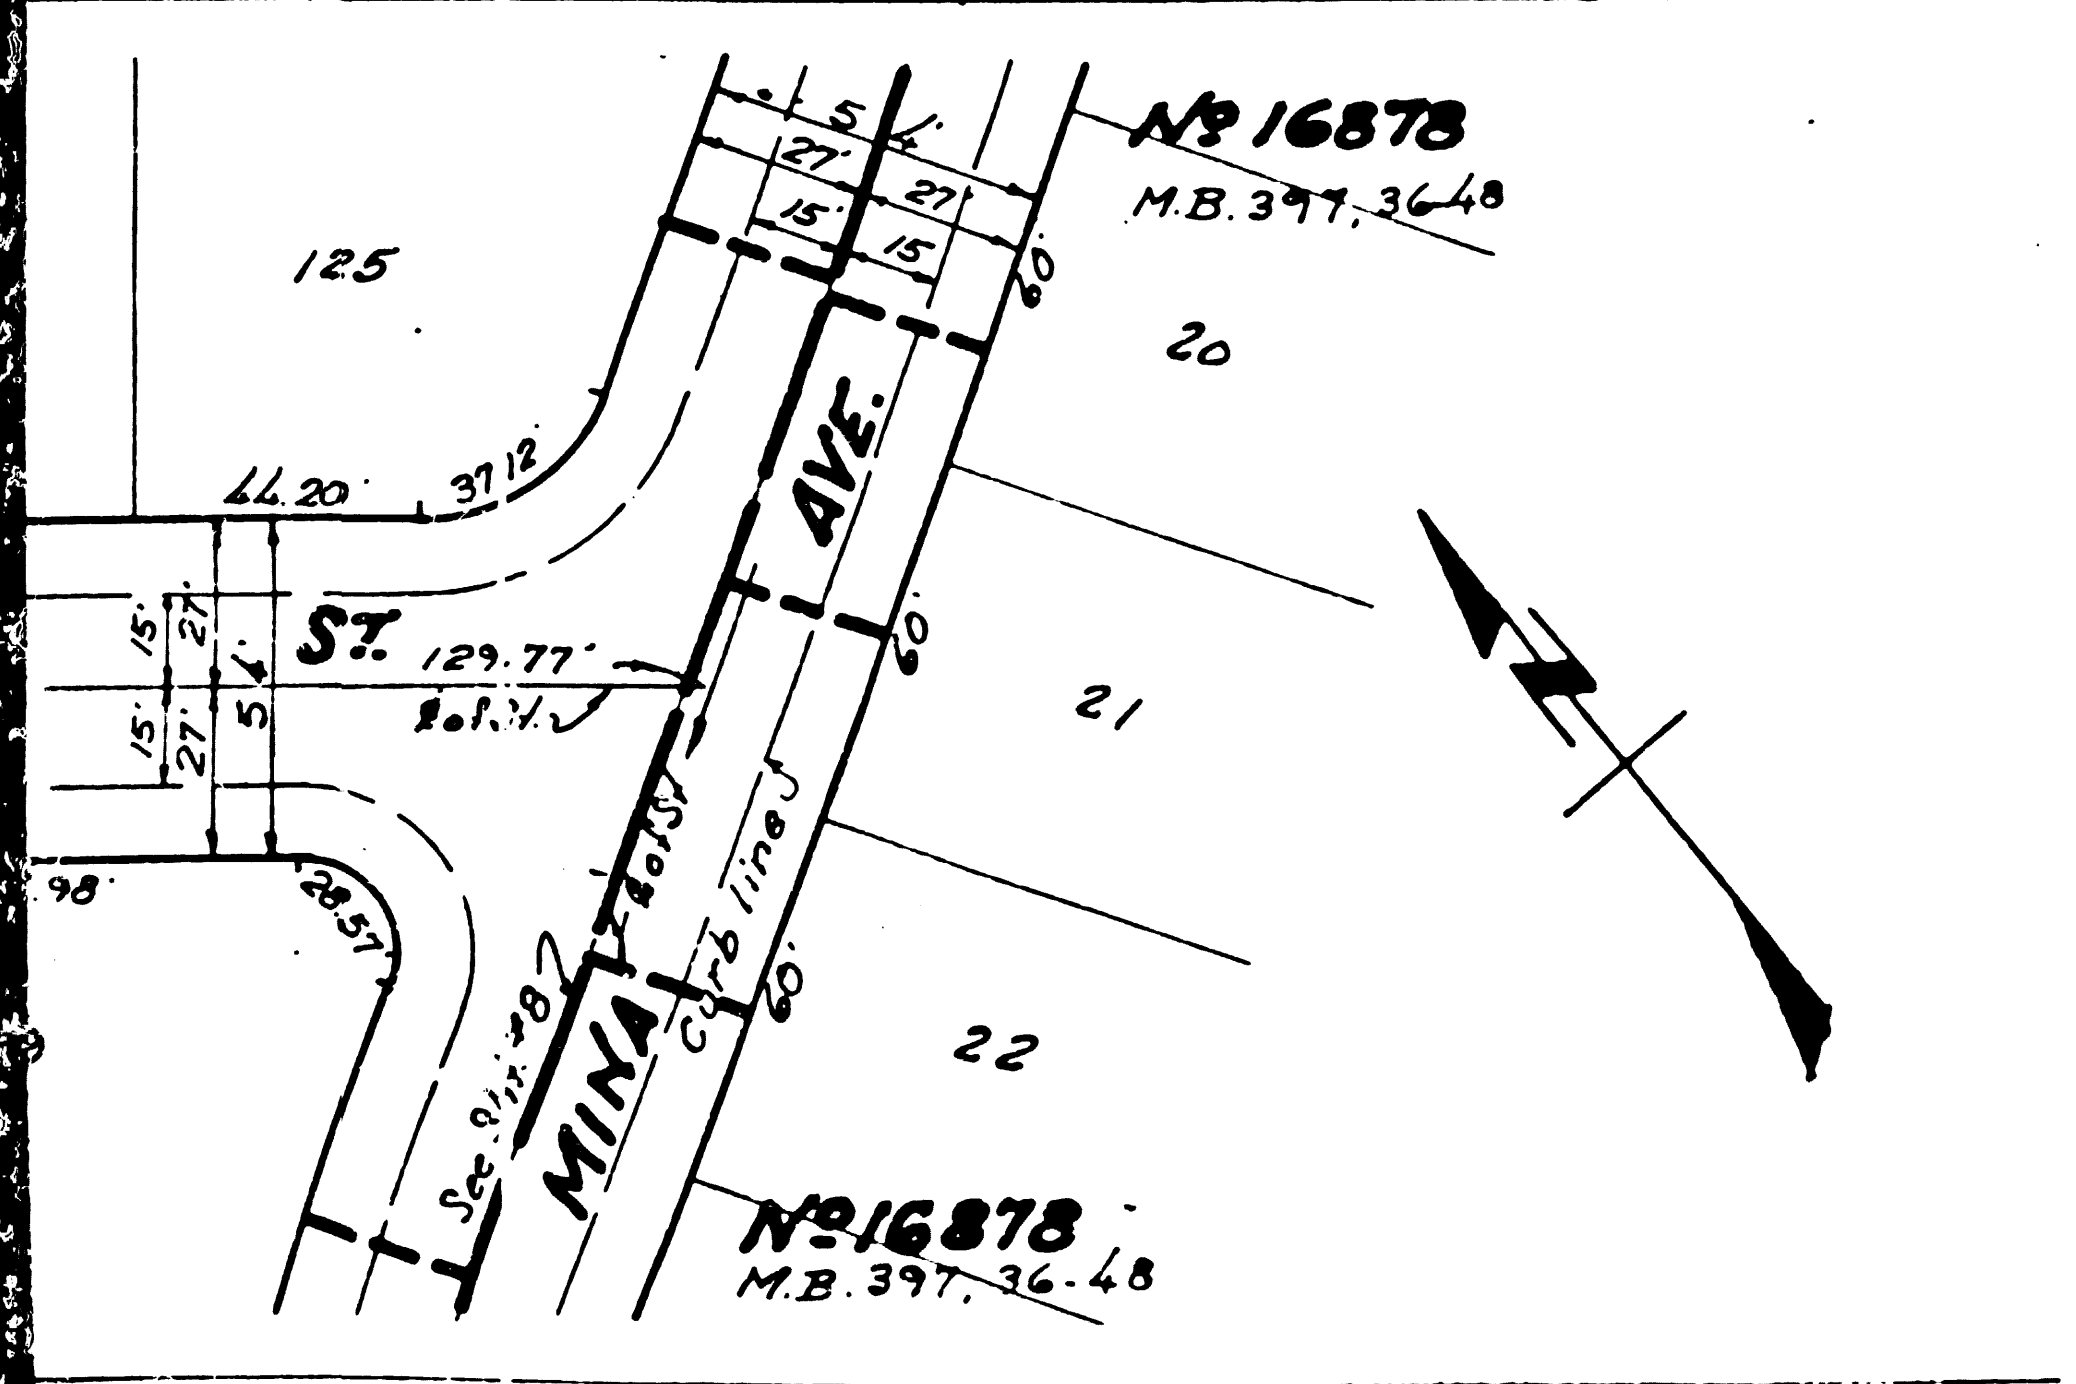 Nº 16878
M.B. 397, 36-48
54'
27'
27'
15'
15'
60'
125
20
AVE.
44.20'
37.12'
15'
27'
ST.
54'
129.77'
60'
15'
27'
21
Curb line
.98'
28.57
60'
22
MINA
Nº 16878
M.B. 397, 36-48